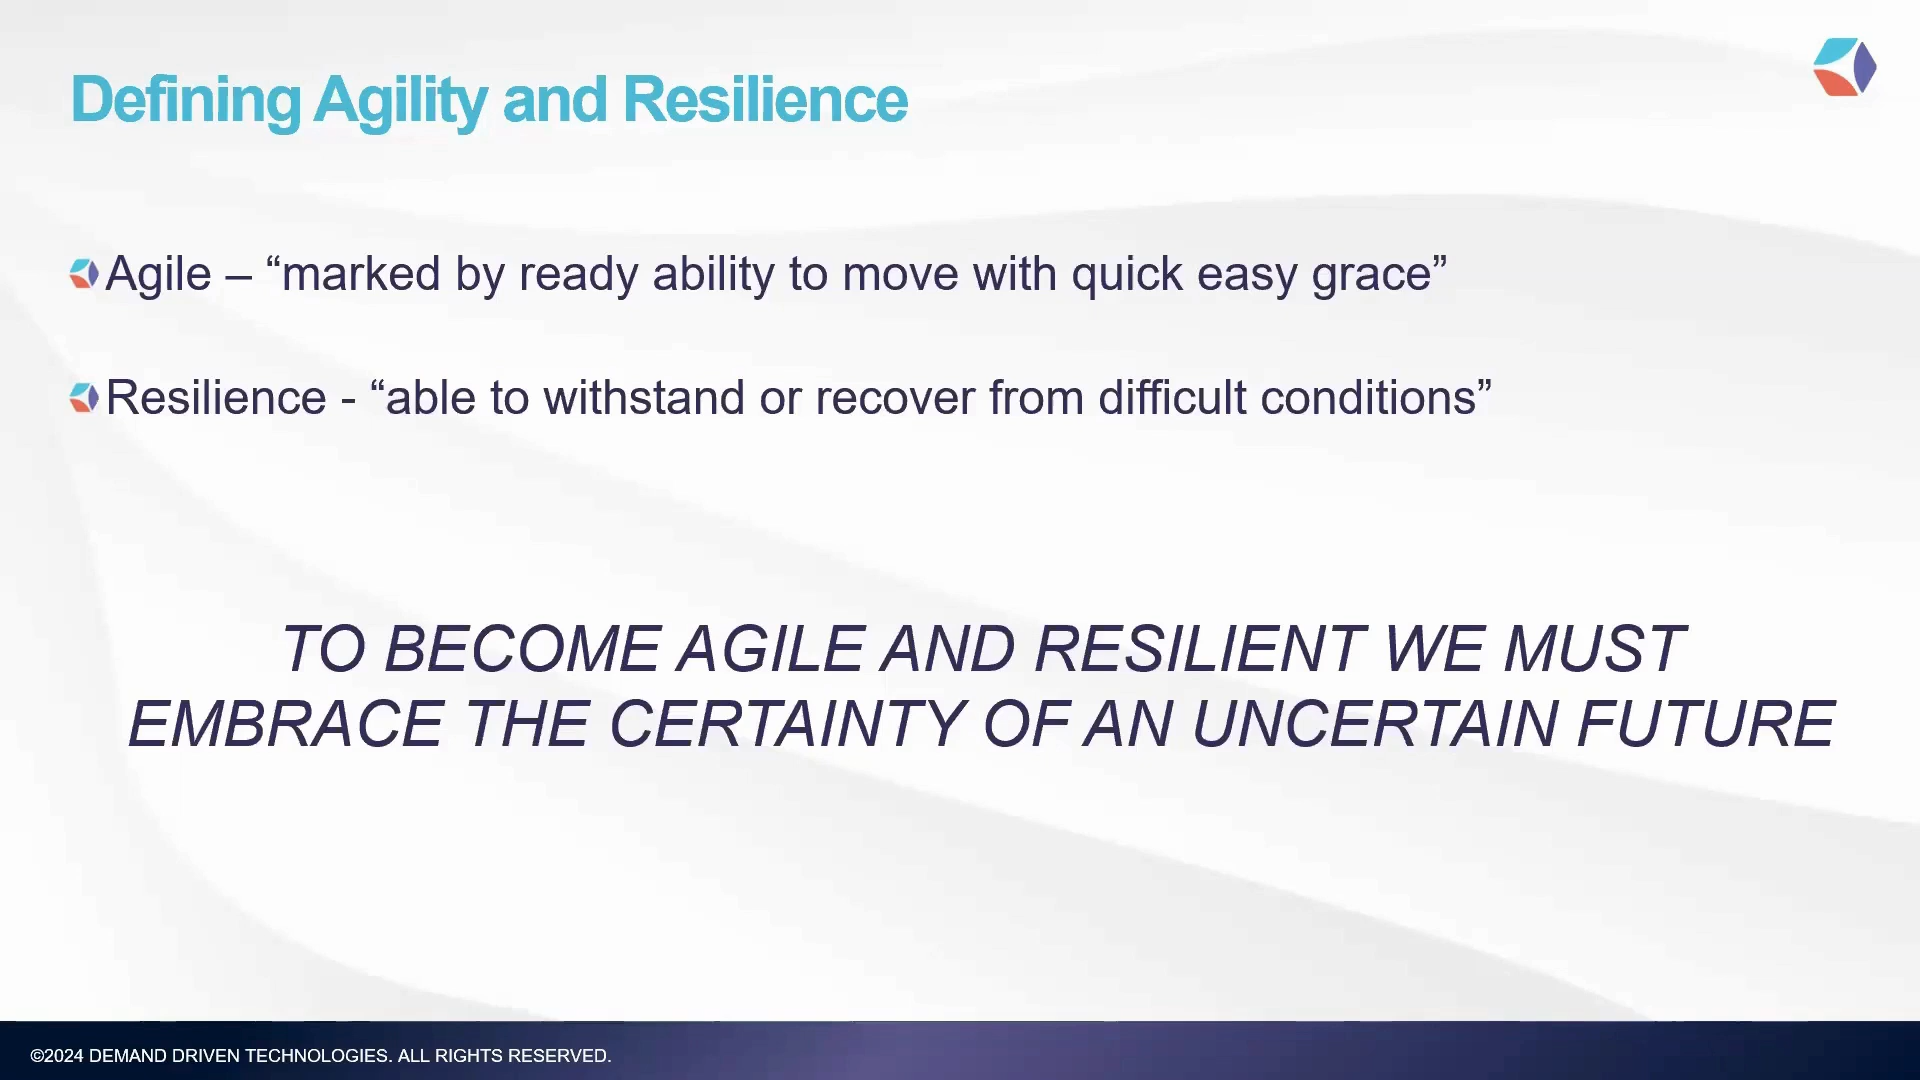 Defining Agility and Resilience
Agile – “marked by ready ability to move with quick easy grace”
Resilience - “able to withstand or recover from difficult conditions”
TO BECOME AGILE AND RESILIENT WE MUST
EMBRACE THE CERTAINTY OF AN UNCERTAIN FUTURE
©2024 DEMAND DRIVEN TECHNOLOGIES. ALL RIGHTS RESERVED.